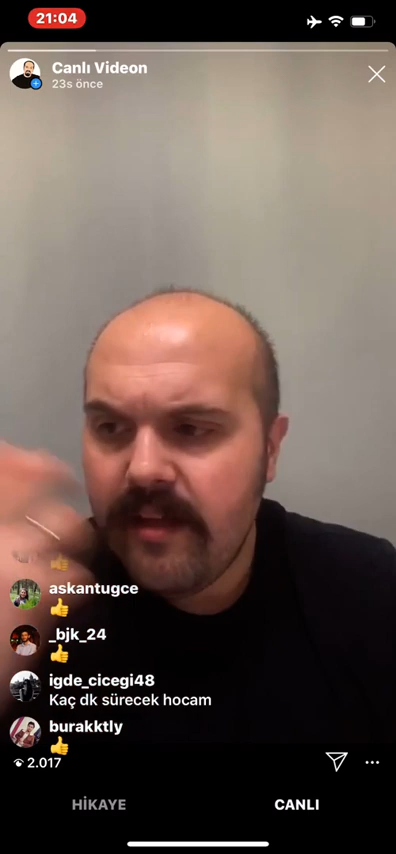 21:04
Canlı Videon
23s önce
askantugce
👍
_bjk_24
👍
igde_cicegi48
Kaç dk sürecek hocam
burakktly
👍
2.017
HİKAYE
CANLI